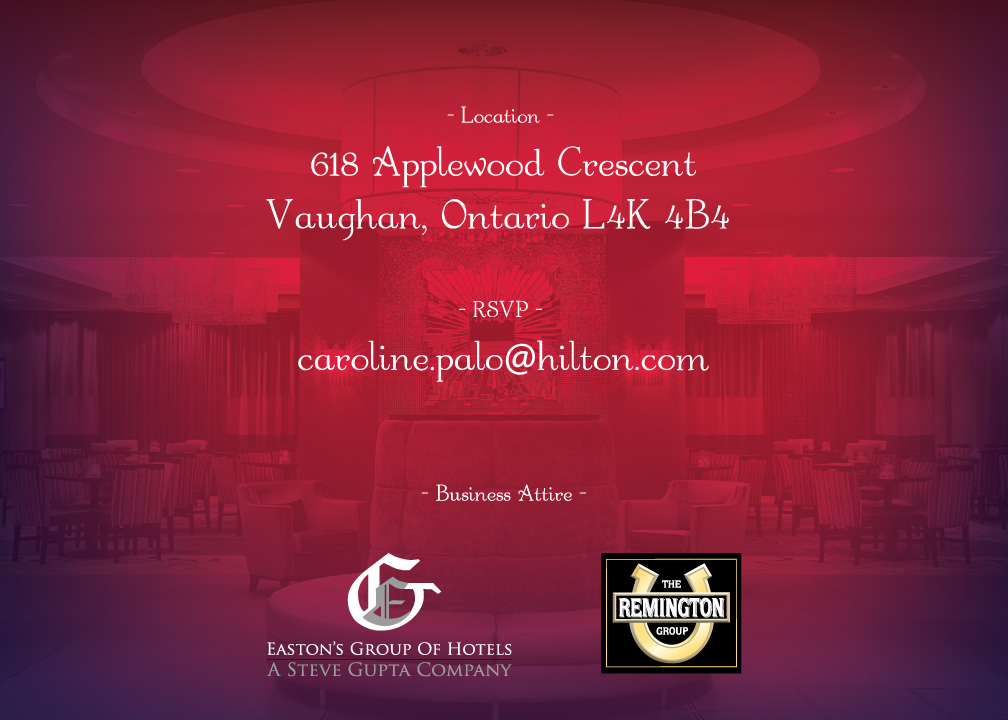 - Location -
618 Applewood Crescent
Vaughan, Ontario L4K 4B4
- RSVP -
caroline.palo@hilton.com
- Business Attire -
GE
EASTON'S GROUP OF HOTELS
A STEVE GUPTA COMPANY
THE
REMINGTON
GROUP